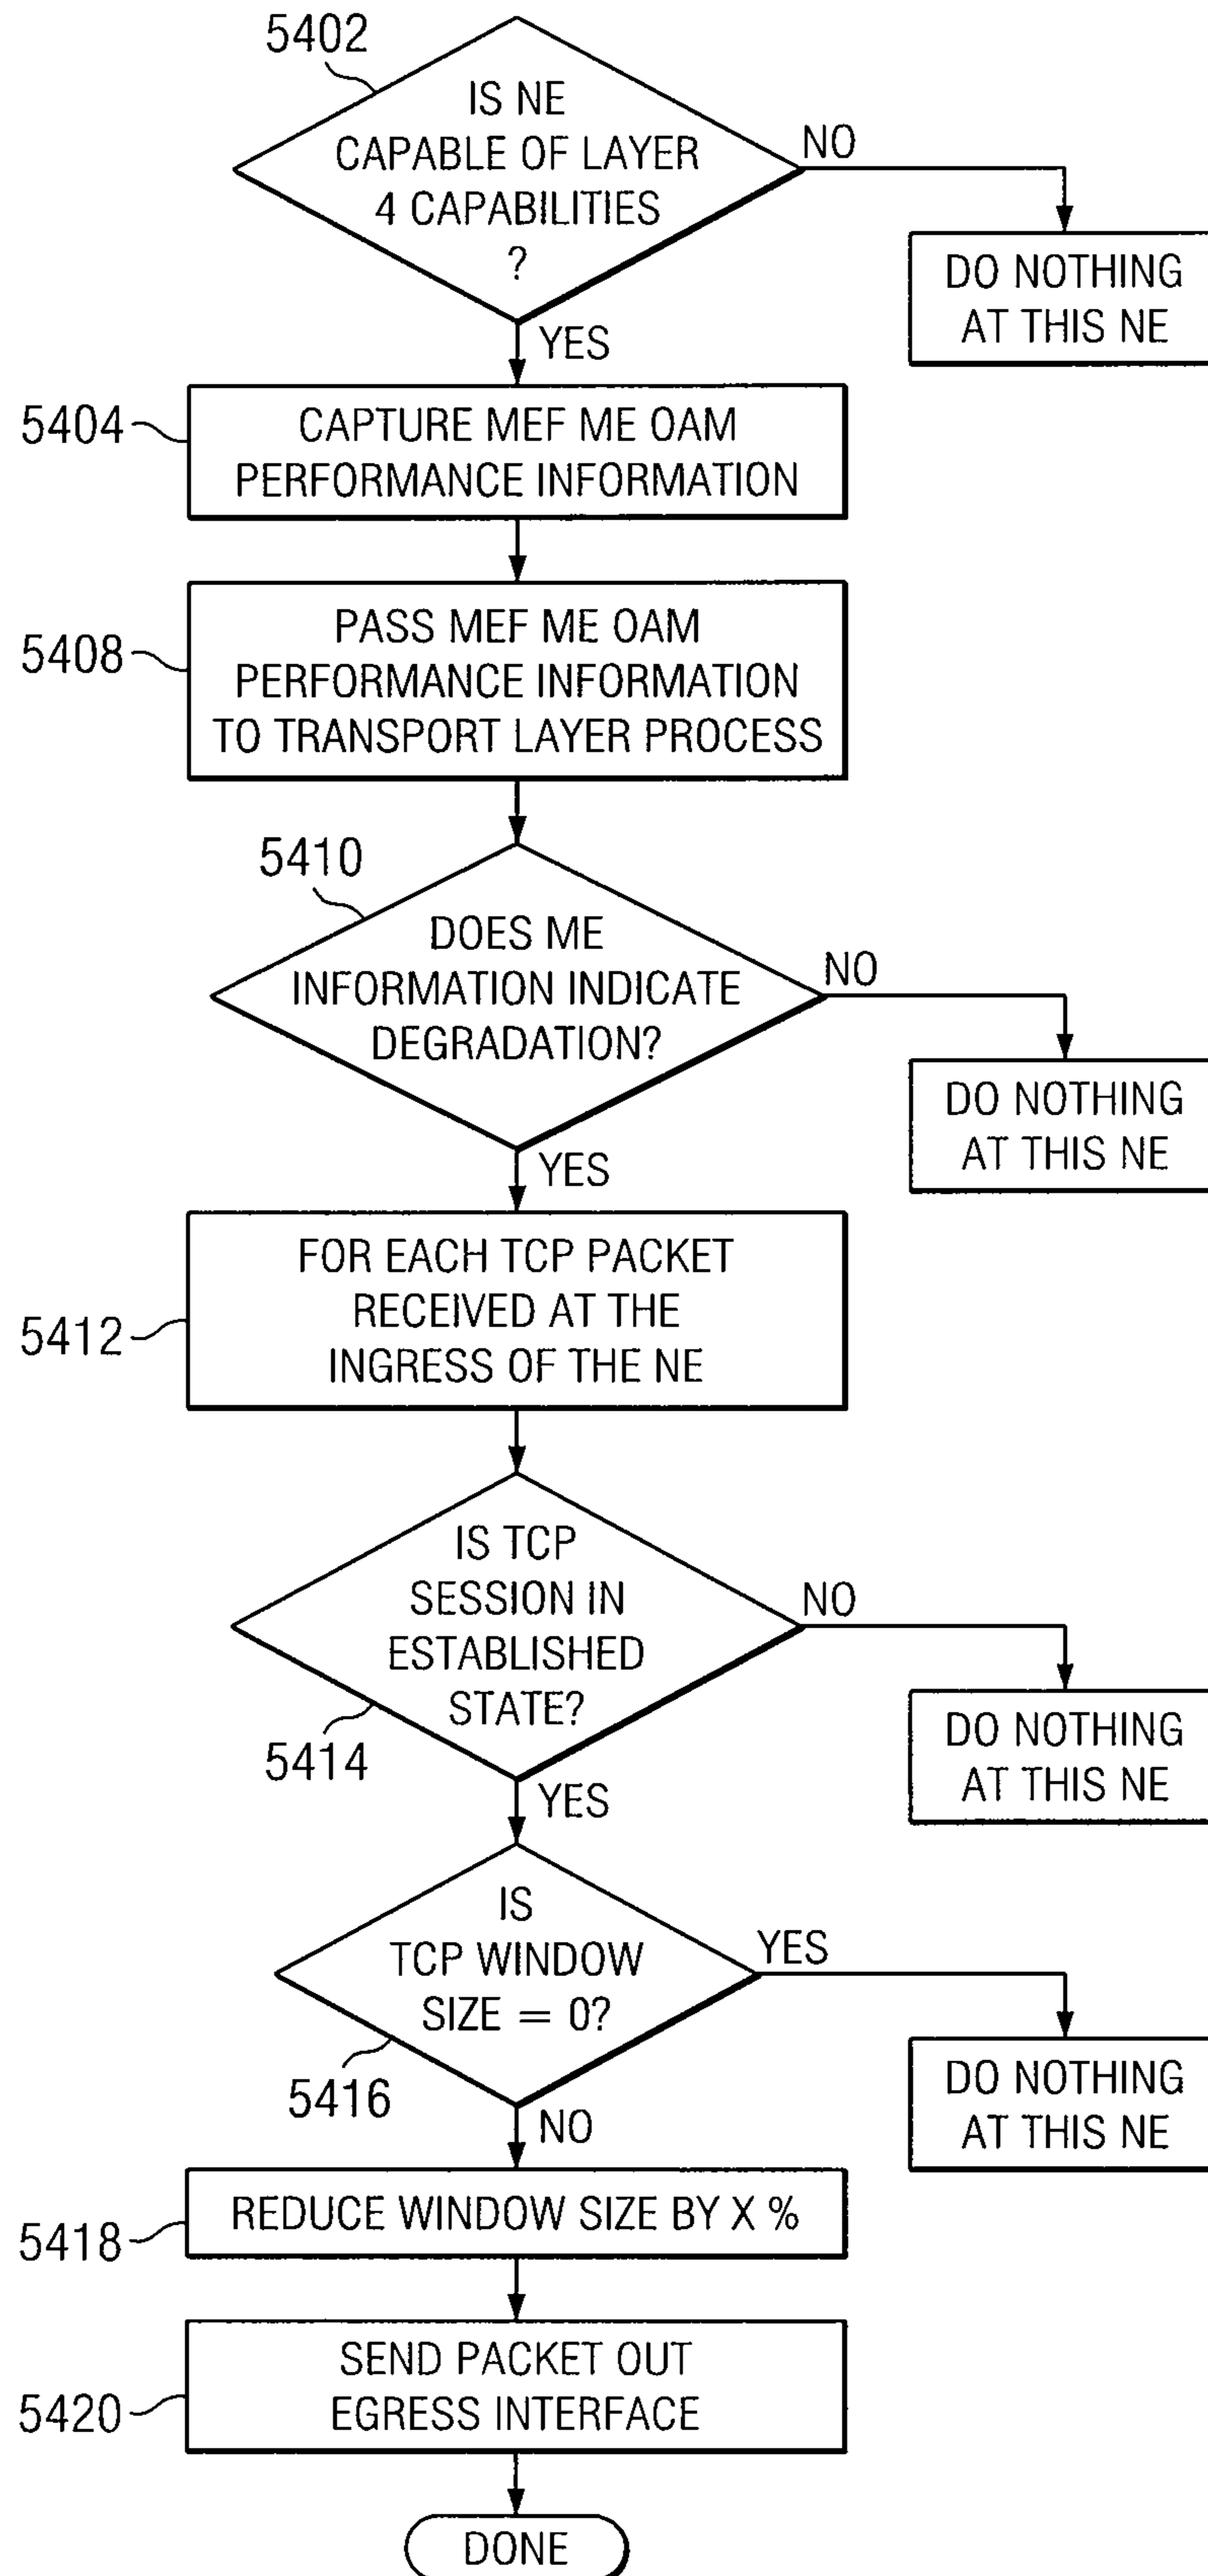 5402
IS NE
CAPABLE OF LAYER
4 CAPABILITIES
?
NO
DO NOTHING
AT THIS NE
YES
5404
CAPTURE MEF ME OAM
PERFORMANCE INFORMATION
5408
PASS MEF ME OAM
PERFORMANCE INFORMATION
TO TRANSPORT LAYER PROCESS
5410
DOES ME
INFORMATION INDICATE
DEGRADATION?
NO
DO NOTHING
AT THIS NE
YES
5412
FOR EACH TCP PACKET
RECEIVED AT THE
INGRESS OF THE NE
IS TCP
SESSION IN
ESTABLISHED
STATE?
5414
NO
DO NOTHING
AT THIS NE
YES
IS
TCP WINDOW
SIZE = 0?
5416
YES
DO NOTHING
AT THIS NE
NO
5418
REDUCE WINDOW SIZE BY X %
5420
SEND PACKET OUT
EGRESS INTERFACE
DONE